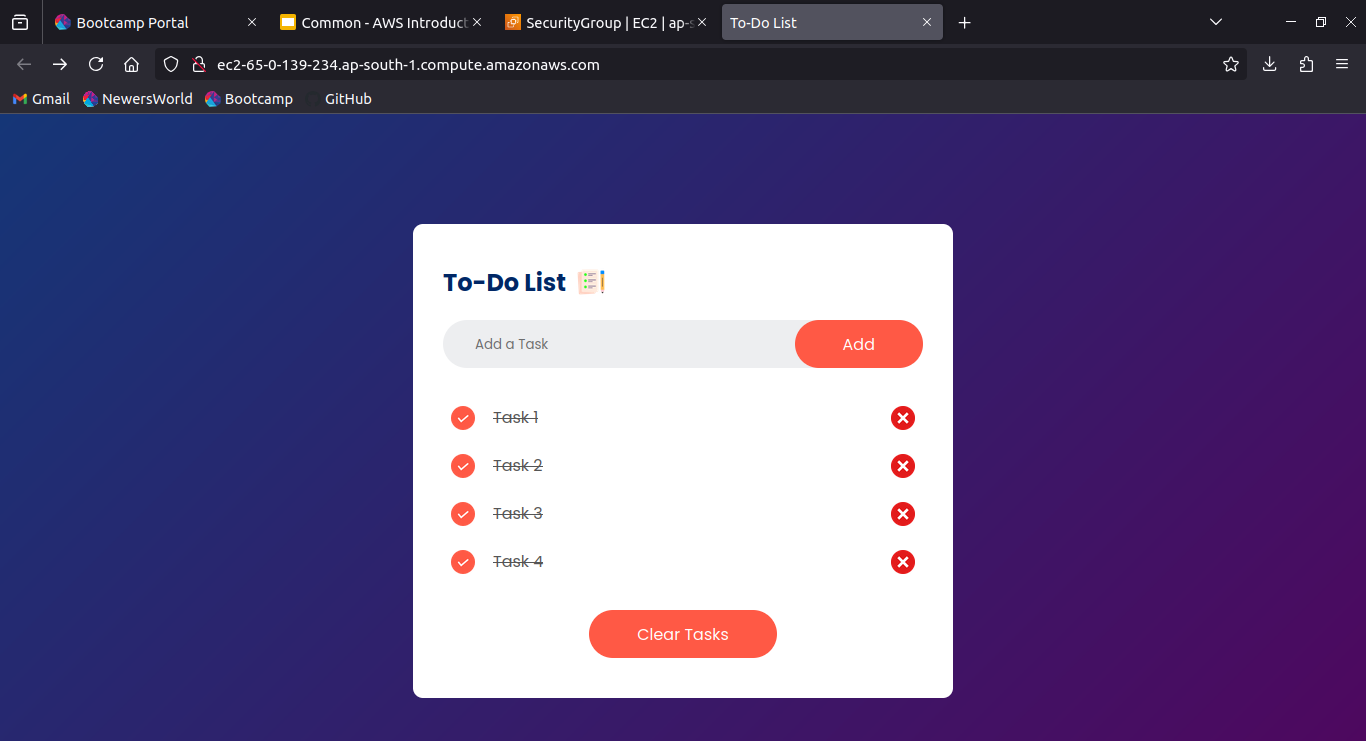 Bootcamp Portal
Common - AWS Introduct
SecurityGroup | EC2 | ap-s
To-Do List
ec2-65-0-139-234.ap-south-1.compute.amazonaws.com
Gmail
NewersWorld
Bootcamp
GitHub
To-Do List
Add a Task
Add
Task 1
Task 2
Task 3
Task 4
Clear Tasks